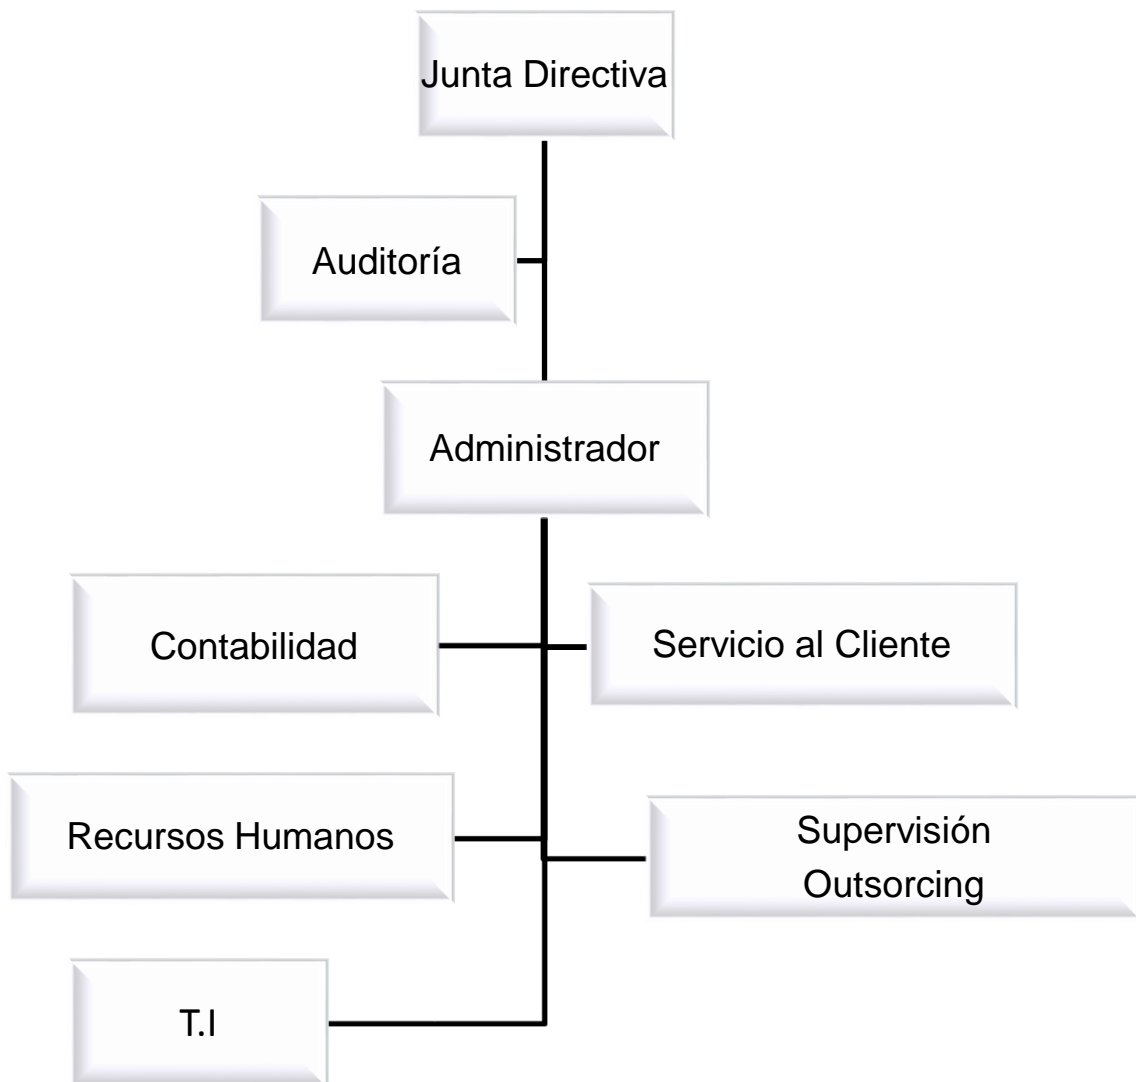 Junta Directiva
Auditoría
Administrador
Contabilidad
Servicio al Cliente
Recursos Humanos
Supervisión
Outsorcing
T.I